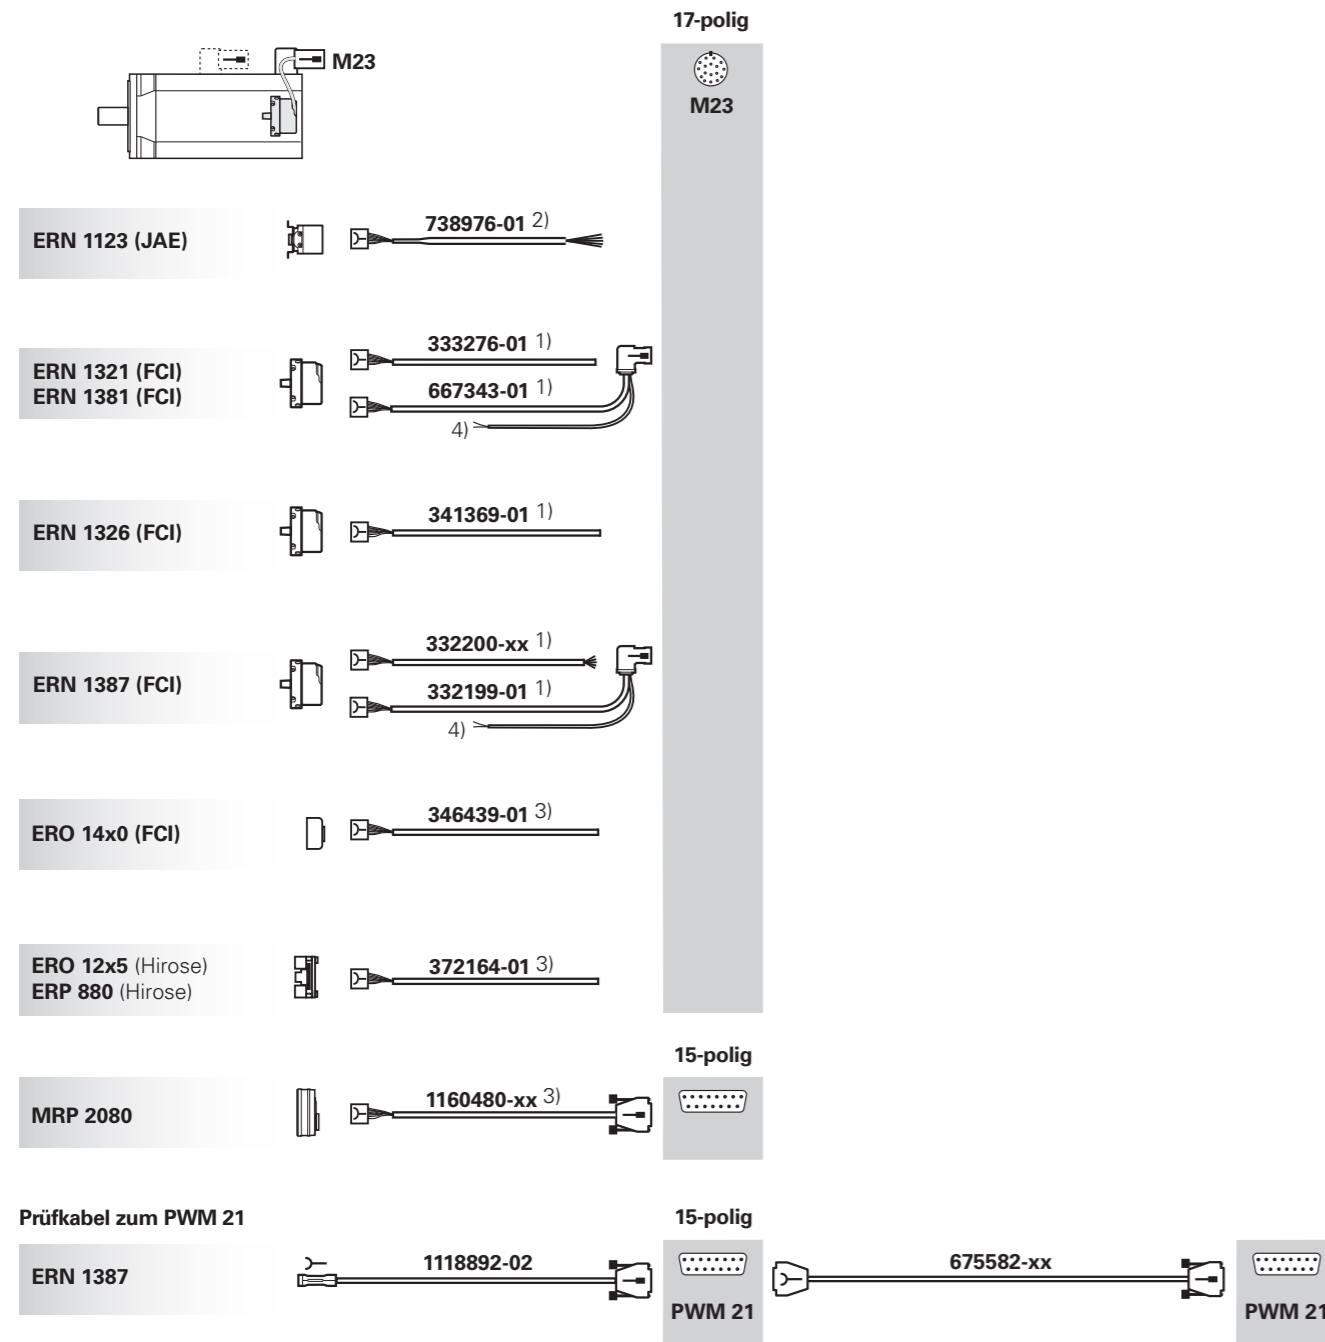 17-polig
M23
M23
ERN 1123 (JAE)
738976-01 2)
ERN 1321 (FCI)
ERN 1381 (FCI)
333276-01 1)
667343-01 1)
4)
ERN 1326 (FCI)
341369-01 1)
ERN 1387 (FCI)
332200-xx 1)
332199-01 1)
4)
ERO 14x0 (FCI)
346439-01 3)
ERO 12x5 (Hirose)
ERP 880 (Hirose)
372164-01 3)
15-polig
MRP 2080
1160480-xx 3)
Prüfkabel zum PWM 21
15-polig
ERN 1387
1118892-02
PWM 21
675582-xx
PWM 21